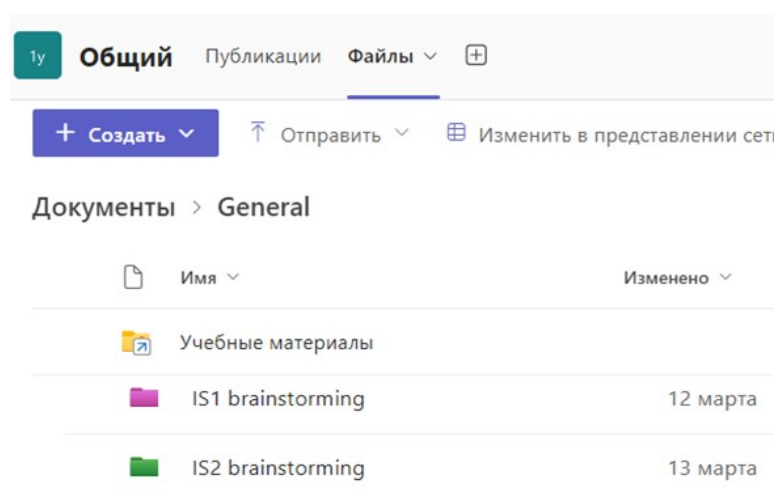 1у Общий Публикации Файлы
Создать Отправить Изменить в представлении сет
Документы > General
Имя Изменено
Учебные материалы
IS1 brainstorming 12 марта
IS2 brainstorming 13 марта